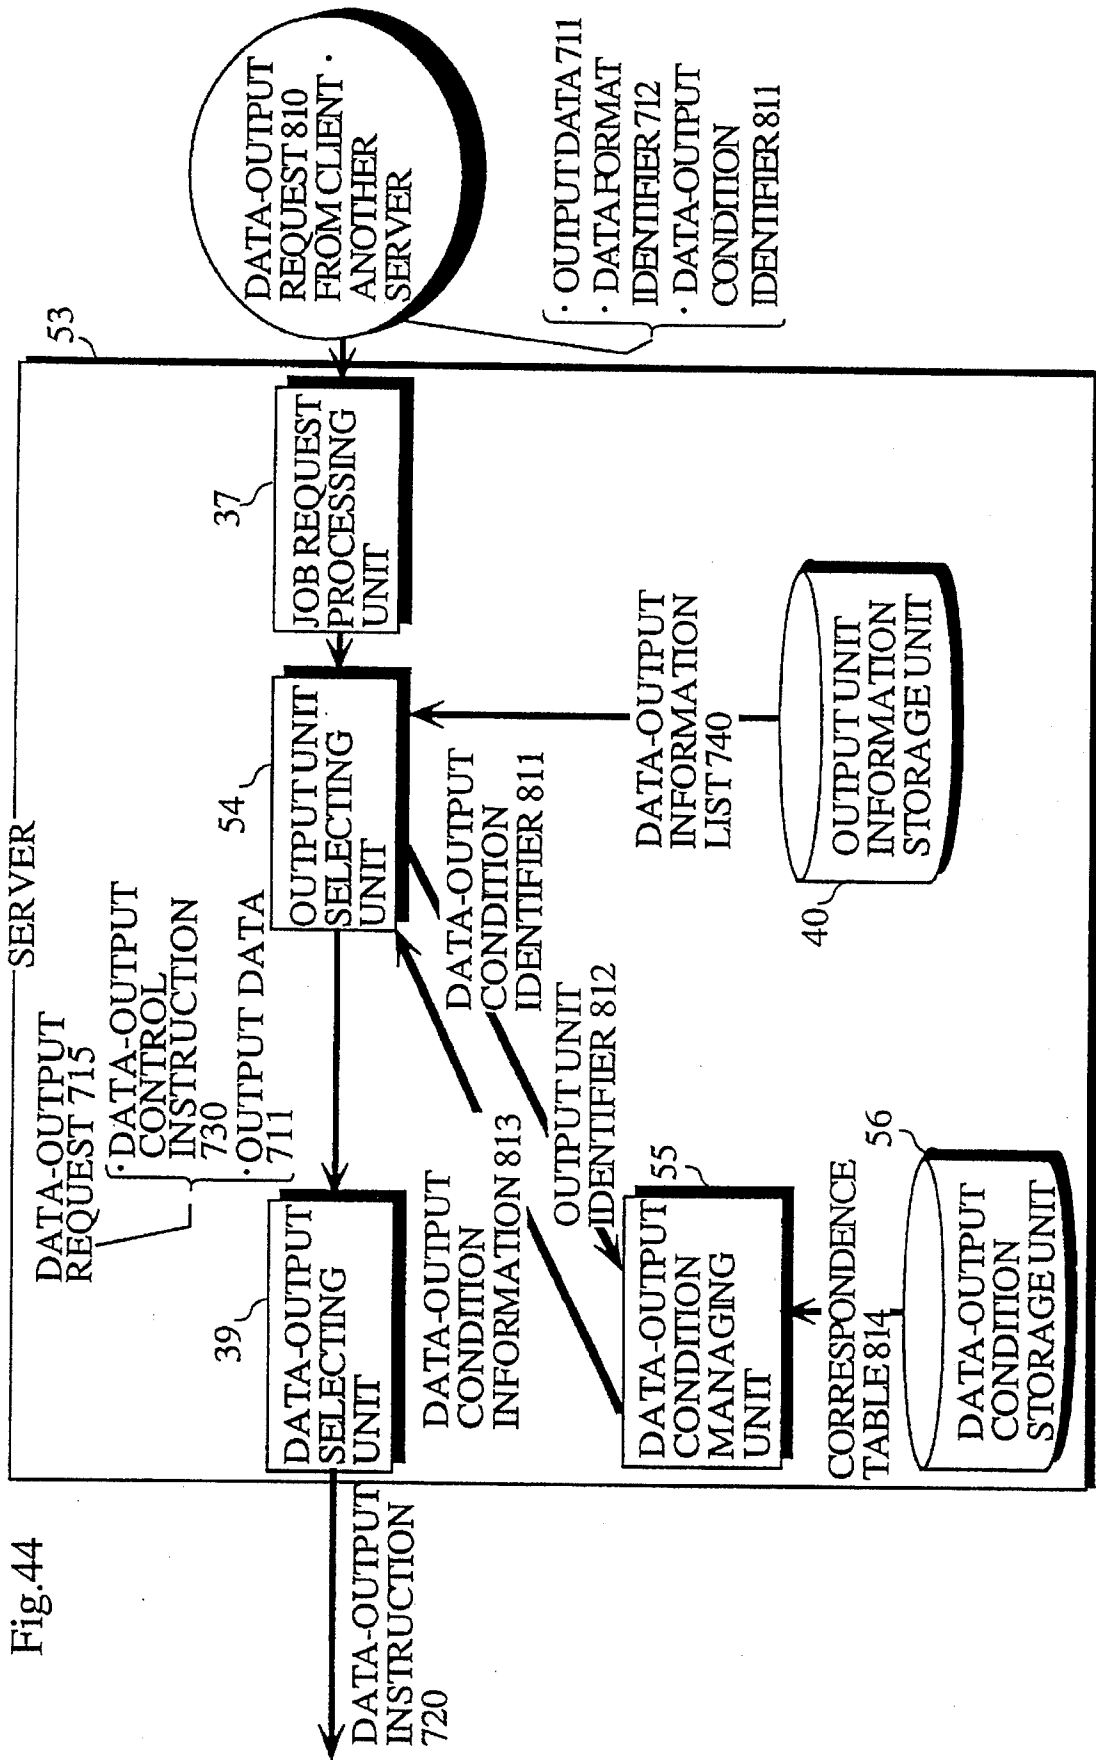 Fig.44
SERVER
53
DATA-OUTPUT
REQUEST 715
· DATA-OUTPUT
CONTROL
INSTRUCTION
730
· OUTPUT DATA
711
DATA-OUTPUT
INSTRUCTION
720
39
DATA-OUTPUT
SELECTING
UNIT
54
OUTPUT UNIT
SELECTING
UNIT
37
JOB REQUEST
PROCESSING
UNIT
DATA-OUTPUT
REQUEST 810
FROM CLIENT ·
ANOTHER
SERVER
· OUTPUT DATA 711
· DATA FORMAT
IDENTIFIER 712
· DATA-OUTPUT
CONDITION
IDENTIFIER 811
DATA-OUTPUT
CONDITION
INFORMATION 813
DATA-OUTPUT
CONDITION
IDENTIFIER 811
OUTPUT UNIT
IDENTIFIER 812
DATA-OUTPUT
INFORMATION
LIST 740
55
DATA-OUTPUT
CONDITION
MANAGING
UNIT
CORRESPONDENCE
TABLE 814
56
DATA-OUTPUT
CONDITION
STORAGE UNIT
40
OUTPUT UNIT
INFORMATION
STORAGE UNIT